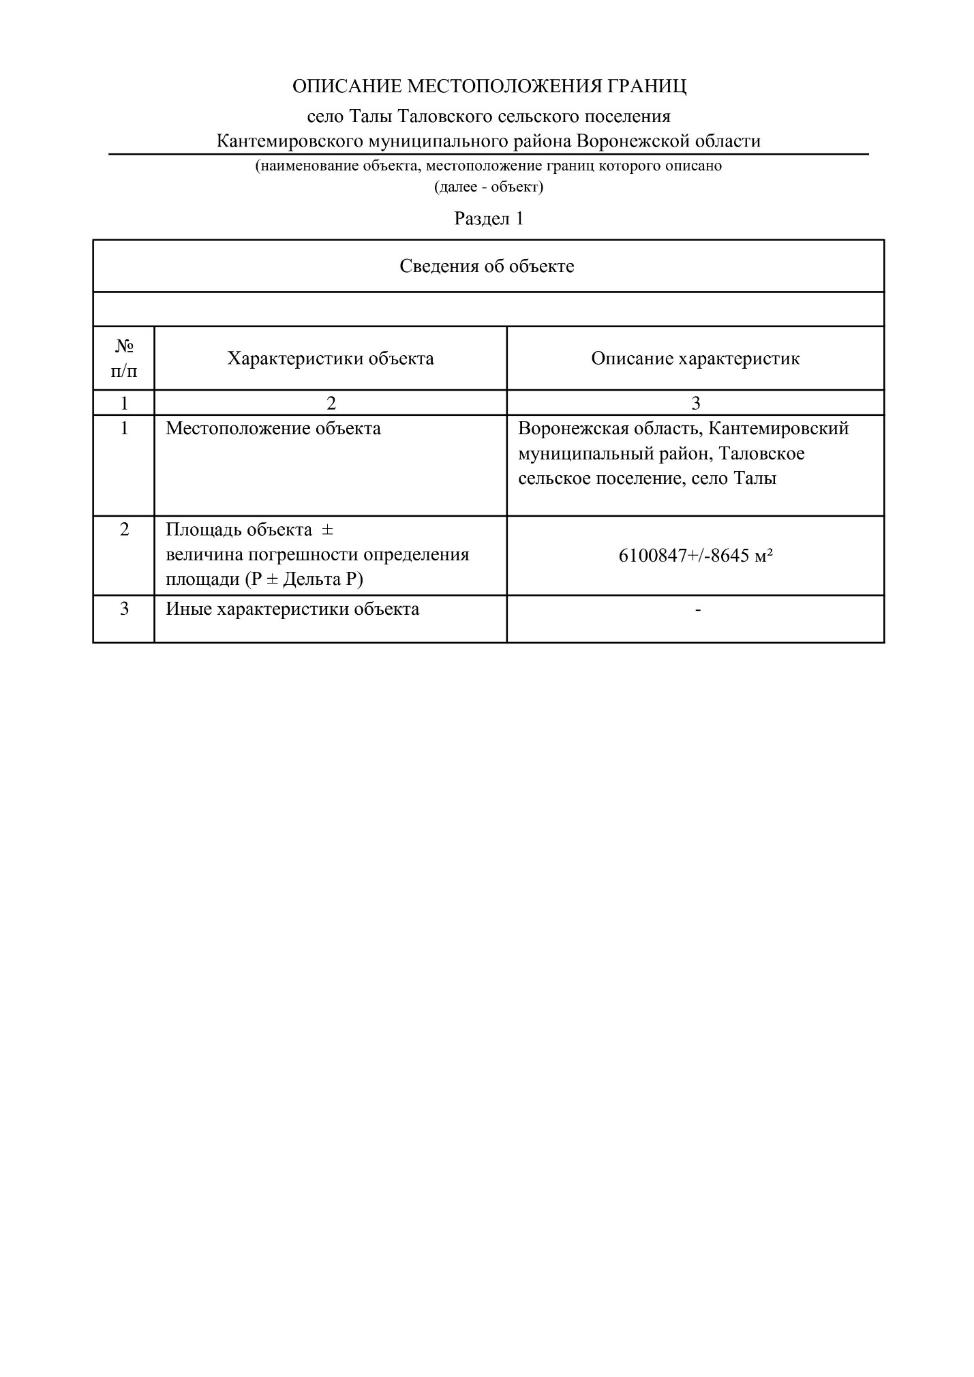 ОПИСАНИЕ МЕСТОПОЛОЖЕНИЯ ГРАНИЦ
село Талы Таловского сельского поселения
Кантемировского муниципального района Воронежской области
(наименование объекта, местоположение границ которого описано
(далее - объект)
Раздел 1
Сведения об объекте
№
п/п
Характеристики объекта
Описание характеристик
1
2
3
1
Местоположение объекта
Воронежская область, Кантемировский
муниципальный район, Таловское
сельское поселение, село Талы
2
Площадь объекта ±
величина погрешности определения
площади (P ± Дельта P)
6100847+/-8645 м²
3
Иные характеристики объекта
-